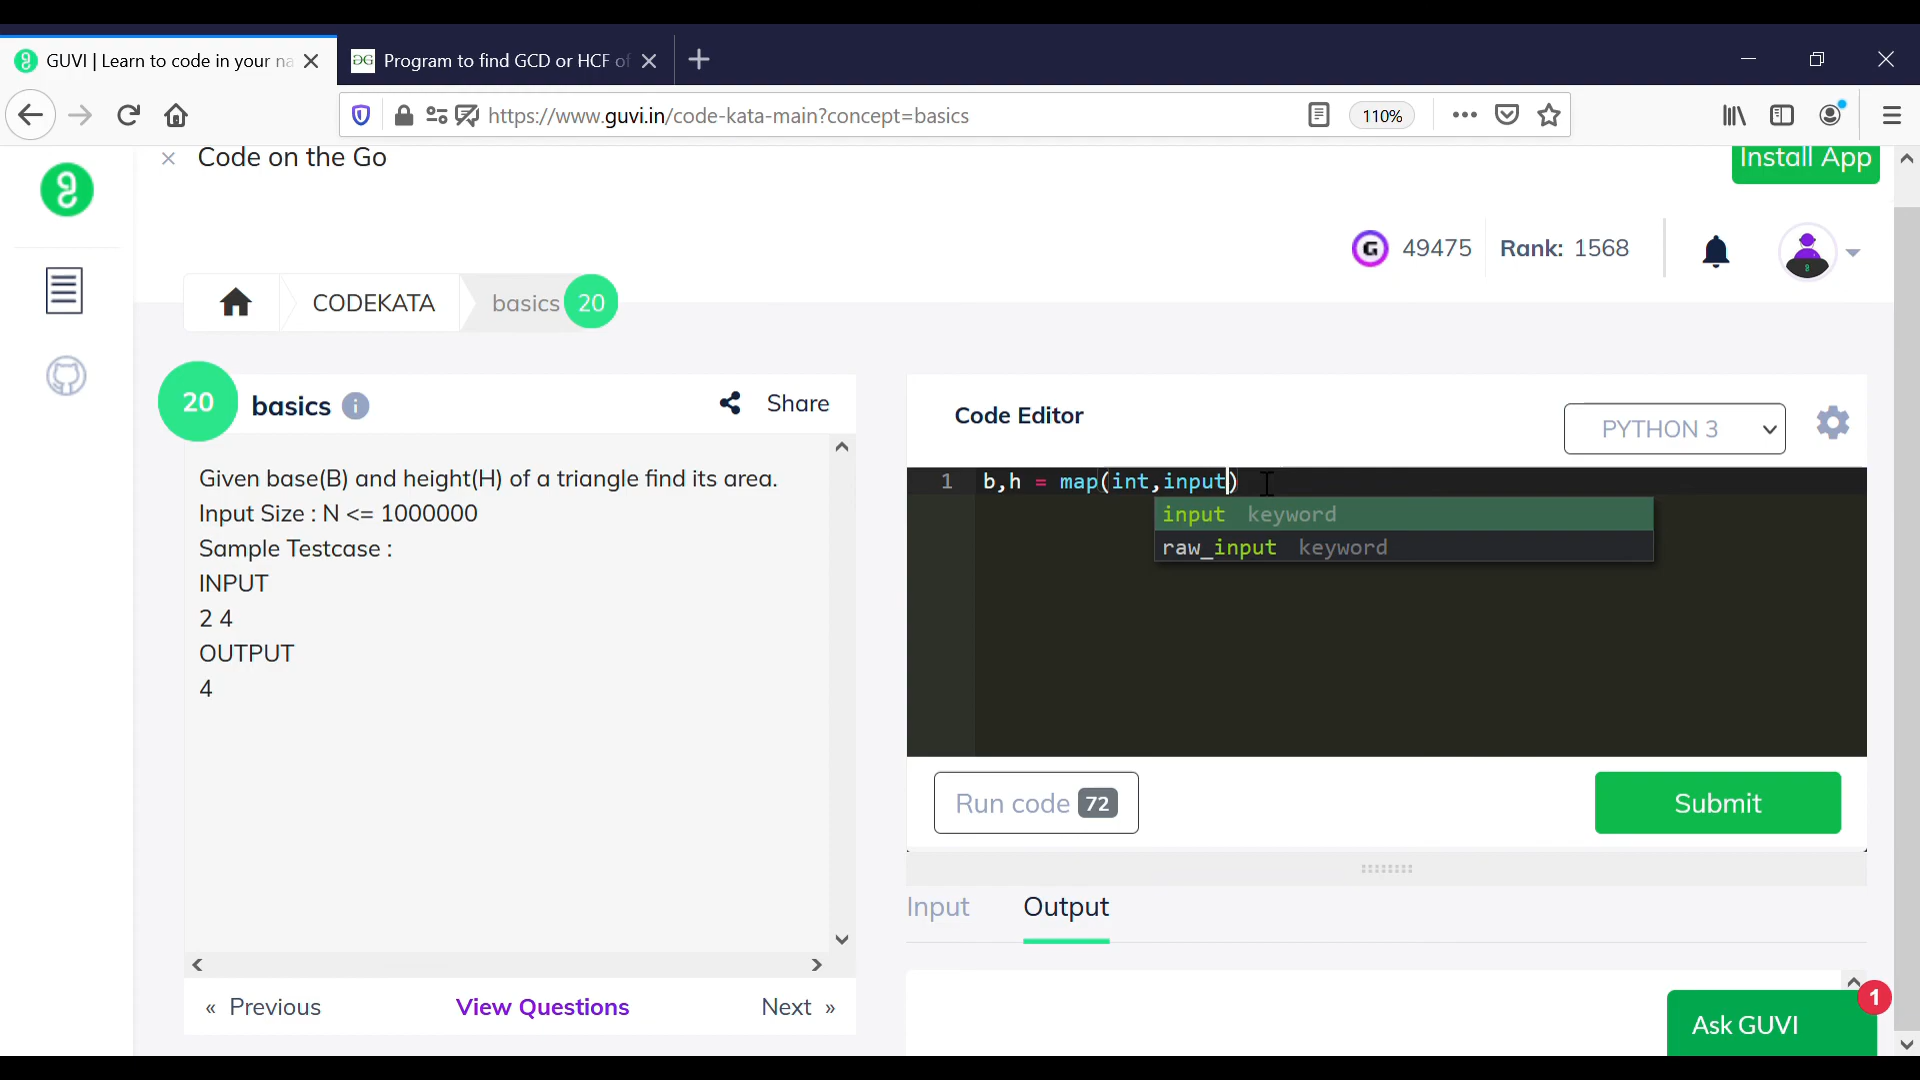 GUVI | Learn to code in your na
Program to find GCD or HCF of
https://www.guvi.in/code-kata-main?concept=basics
110%
Code on the Go
Install App
G 49475
Rank: 1568
CODEKATA
basics 20
20 basics i
Share
Given base(B) and height(H) of a triangle find its area.
Input Size : N <= 1000000
Sample Testcase :
INPUT
2 4
OUTPUT
4
« Previous
View Questions
Next »
Code Editor
PYTHON 3
1 b,h = map(int,input)
input keyword
raw_input keyword
Run code 72
Submit
Input
Output
1
Ask GUVI